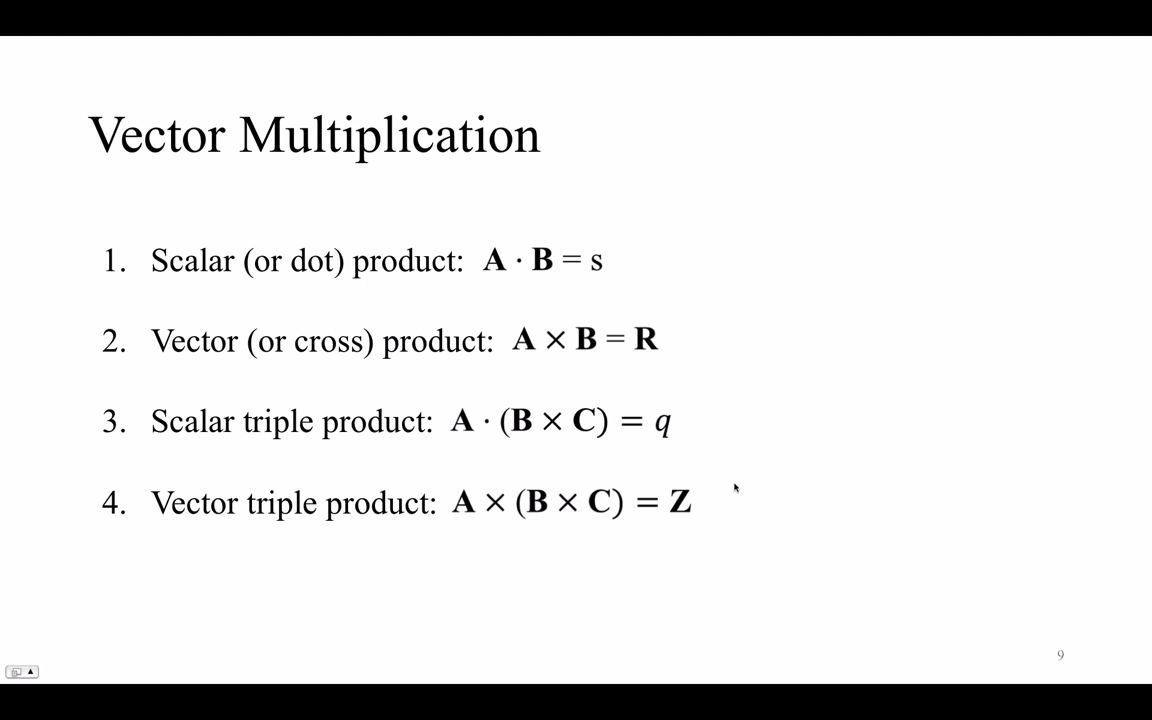 Vector Multiplication
1. Scalar (or dot) product: A · B = s
2. Vector (or cross) product: A × B = R
3. Scalar triple product: A · (B × C) = q
4. Vector triple product: A × (B × C) = Z
9